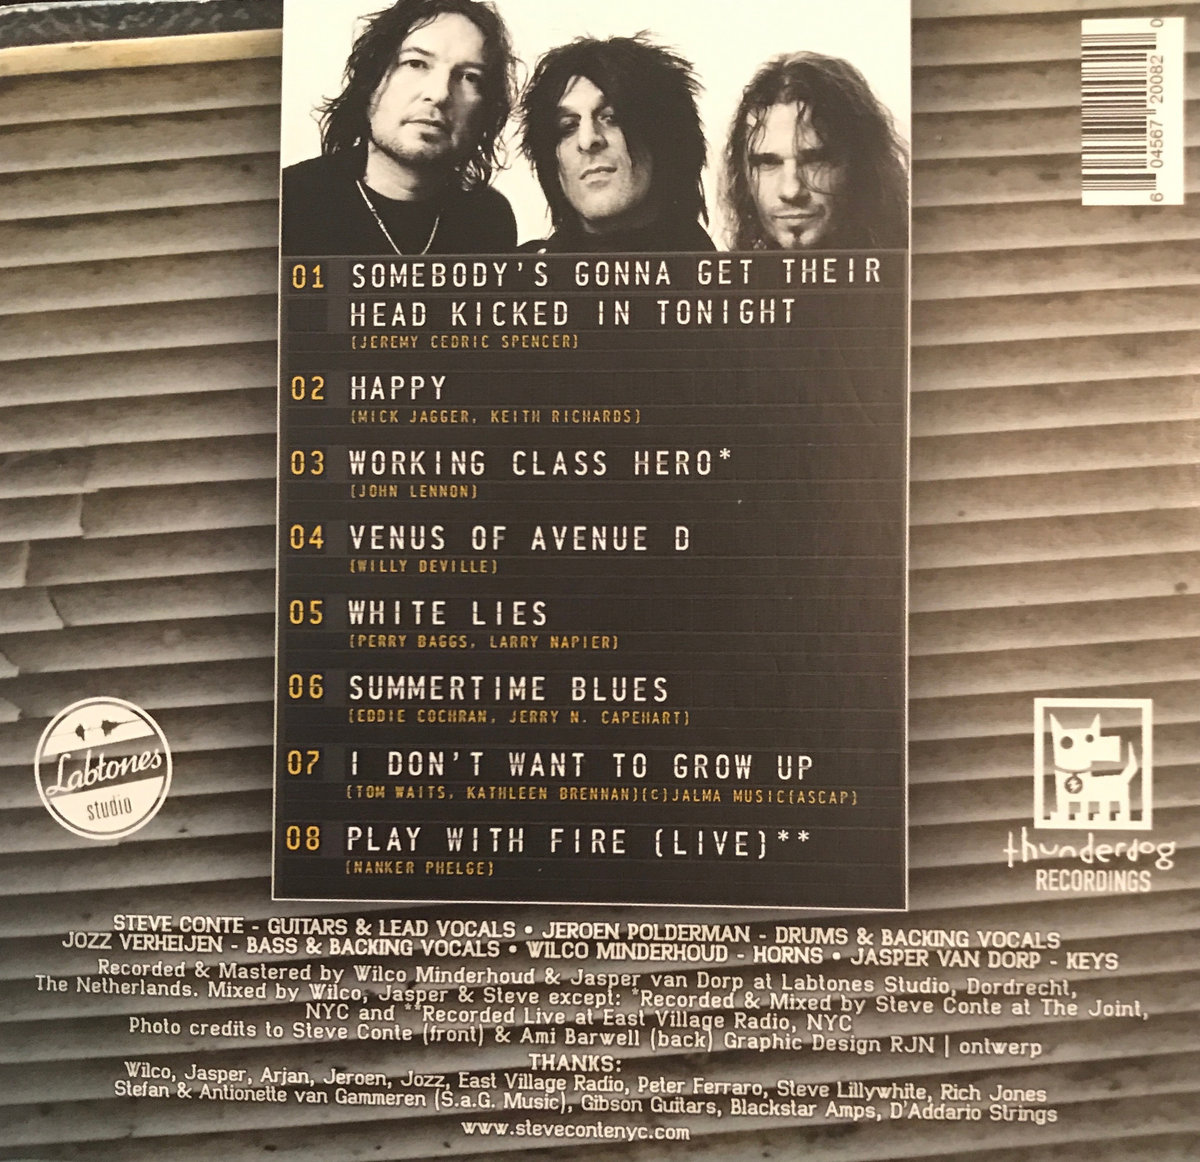 6 04567 20082 0
01 SOMEBODY'S GONNA GET THEIR
HEAD KICKED IN TONIGHT
(JEREMY CEDRIC SPENCER)
02 HAPPY
(MICK JAGGER, KEITH RICHARDS)
03 WORKING CLASS HERO*
(JOHN LENNON)
04 VENUS OF AVENUE D
(WILLY DEVILLE)
05 WHITE LIES
(PERRY BAGGS, LARRY NAPIER)
06 SUMMERTIME BLUES
(EDDIE COCHRAN, JERRY N. CAPEHART)
07 I DON'T WANT TO GROW UP
(TOM WAITS, KATHLEEN BRENNAN)(C)JALMA MUSIC(ASCAP)
08 PLAY WITH FIRE (LIVE)**
(NANKER PHELGE)
Labtones
studio
thunderdog
RECORDINGS
STEVE CONTE - GUITARS & LEAD VOCALS • JEROEN POLDERMAN - DRUMS & BACKING VOCALS
JOZZ VERHEIJEN - BASS & BACKING VOCALS • WILCO MINDERHOUD - HORNS • JASPER VAN DORP - KEYS
Recorded & Mastered by Wilco Minderhoud & Jasper van Dorp at Labtones Studio, Dordrecht,
The Netherlands. Mixed by Wilco, Jasper & Steve except: *Recorded & Mixed by Steve Conte at The Joint,
NYC and **Recorded Live at East Village Radio, NYC
Photo credits to Steve Conte (front) & Ami Barwell (back) Graphic Design RJN | ontwerp
THANKS:
Wilco, Jasper, Arjan, Jeroen, Jozz, East Village Radio, Peter Ferraro, Steve Lillywhite, Rich Jones
Stefan & Antionette van Gammeren (S.a.G. Music), Gibson Guitars, Blackstar Amps, D'Addario Strings
www.stevecontenyc.com